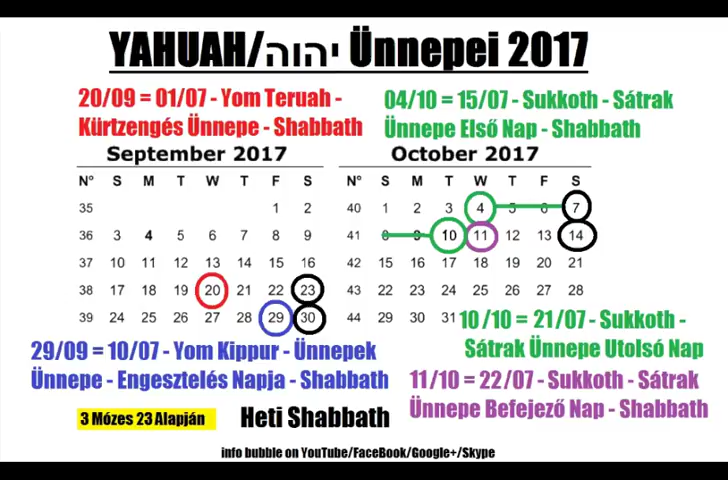 YAHUAH/יהוה Ünnepei 2017
20/09 = 01/07 - Yom Teruah -
Kürtzengés Ünnepe - Shabbath
04/10 = 15/07 - Sukkoth - Sátrak
Ünnepe Első Nap - Shabbath
September 2017
Nº S M T W T F S
35 1 2
36 3 4 5 6 7 8 9
37 10 11 12 13 14 15 16
38 17 18 19 20 21 22 23
39 24 25 26 27 28 29 30
October 2017
Nº S M T W T F S
40 1 2 3 4 5 6 7
41 8 9 10 11 12 13 14
42 15 16 17 18 19 20 21
43 22 23 24 25 26 27 28
44 29 30 31
10/10 = 21/07 - Sukkoth -
Sátrak Ünnepe Utolsó Nap
29/09 = 10/07 - Yom Kippur - Ünnepek
Ünnepe - Engesztelés Napja - Shabbath
11/10 = 22/07 - Sukkoth - Sátrak
Ünnepe Befejező Nap - Shabbath
3 Mózes 23 Alapján
Heti Shabbath
info bubble on YouTube/FaceBook/Google+/Skype